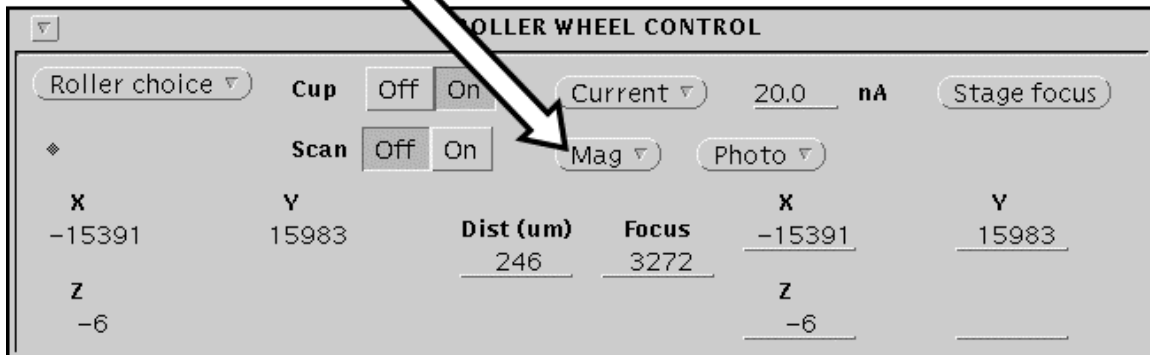 OLLER WHEEL CONTROL
Roller choice Cup Off On Current 20.0 nA Stage focus
Scan Off On Mag Photo
X Y X Y
-15391 15983 Dist (um) Focus -15391 15983
246 3272
Z Z
-6 -6